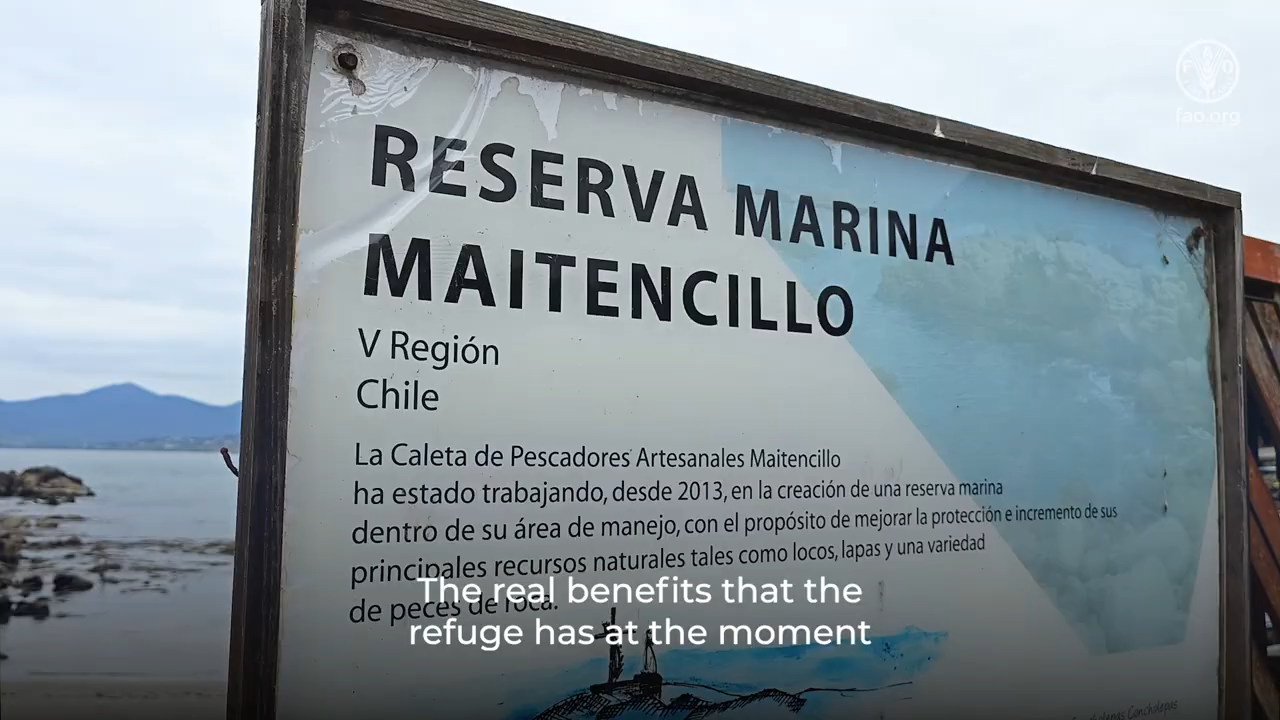 FAO
fao.org
RESERVA MARINA
MAITENCILLO
V Región
Chile
La Caleta de Pescadores Artesanales Maitencillo
ha estado trabajando, desde 2013, en la creación de una reserva marina
dentro de su área de manejo, con el propósito de mejorar la protección e incremento de sus
principales recursos naturales tales como locos, lapas y una variedad
de peces de roca.
The real benefits that the
refuge has at the moment
Concholepas